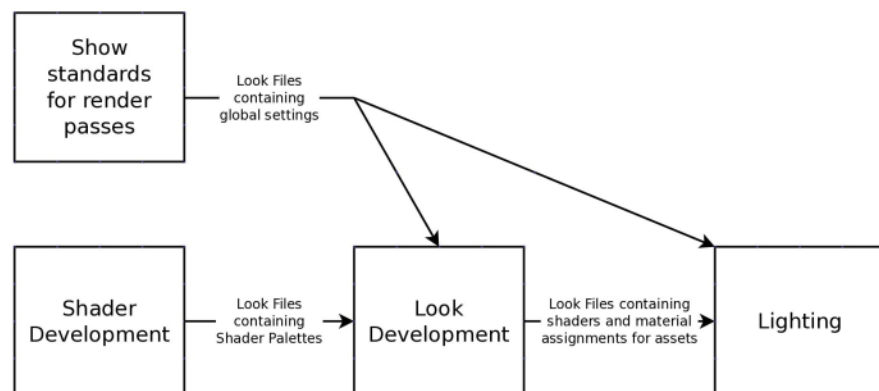 Show
standards
for render
passes
Look Files
containing
global settings
Shader
Development
Look Files
containing
Shader Palettes
Look
Development
Look Files containing
shaders and material
assignments for assets
Lighting